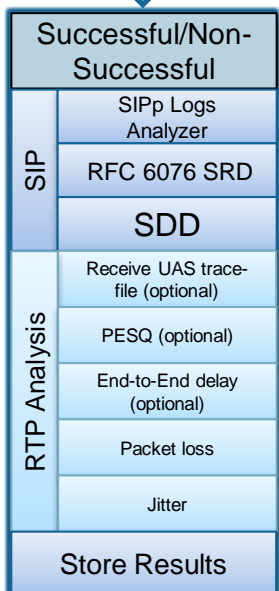 Successful/Non-
Successful
SIP
SIPp Logs
Analyzer
RFC 6076 SRD
SDD
RTP Analysis
Receive UAS trace-
file (optional)
PESQ (optional)
End-to-End delay
(optional)
Packet loss
Jitter
Store Results